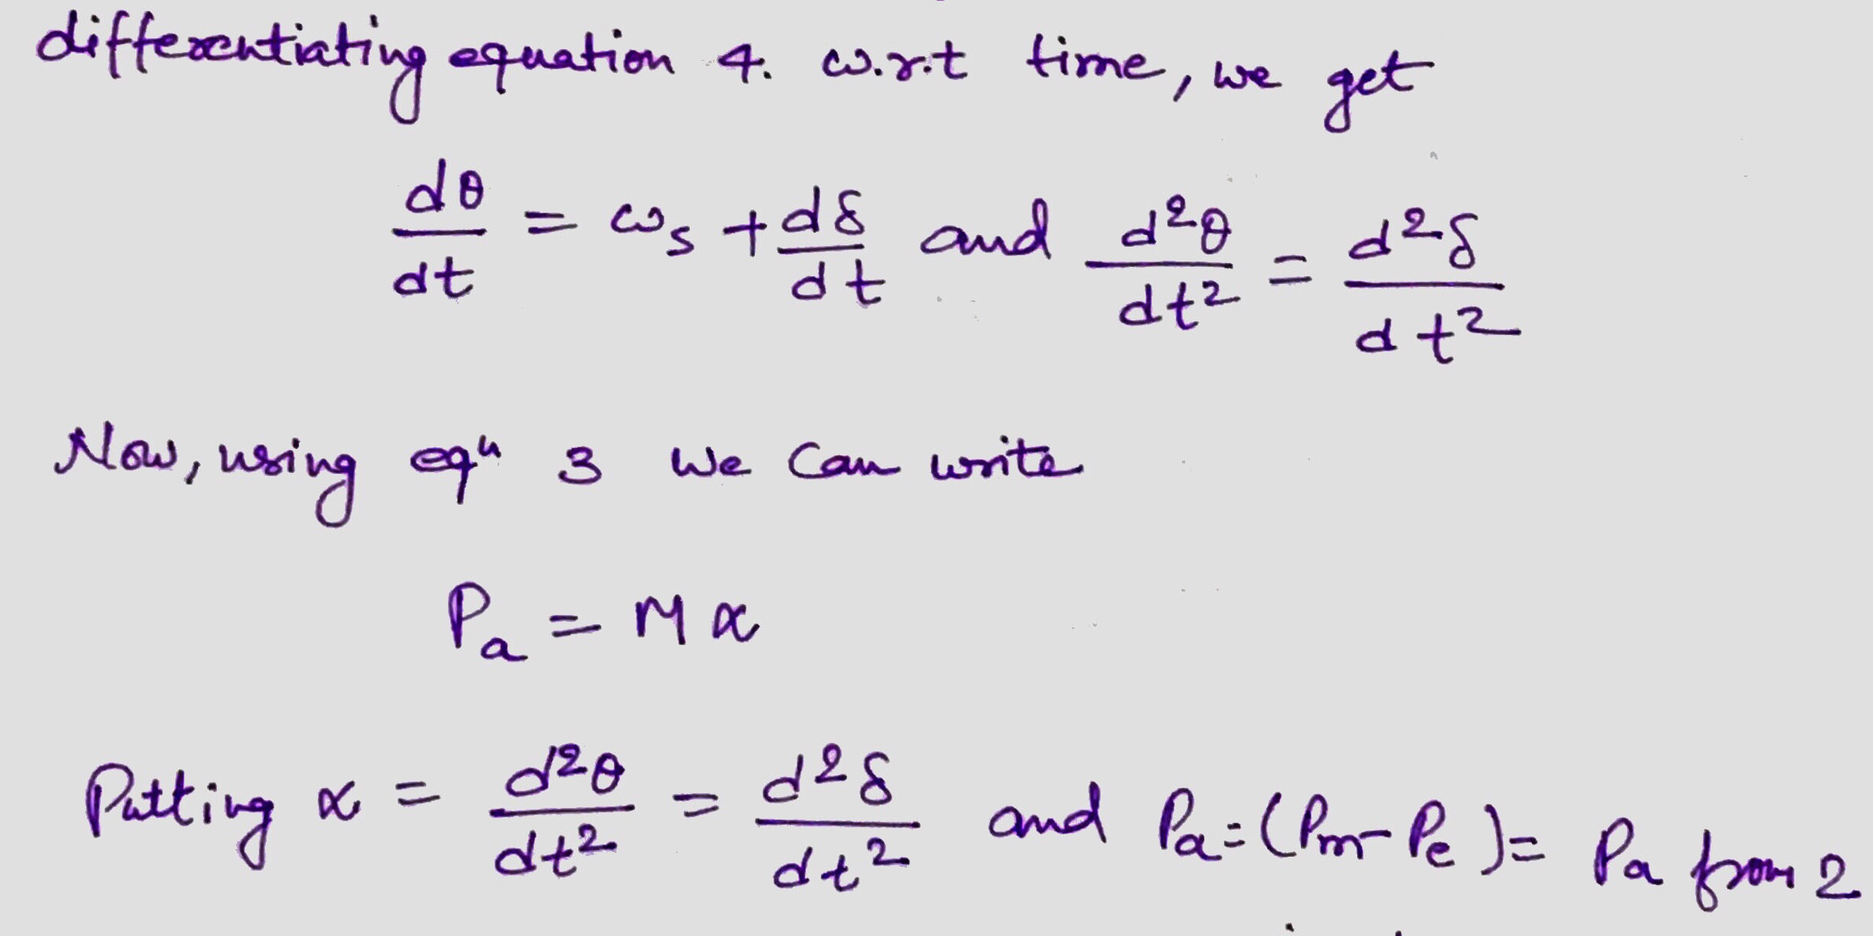 differentiating equation 4. w.r.t time, we get
dθ/dt = ωs + dδ/dt and d²θ/dt² = d²δ/dt²
Now, using eqⁿ 3 we can write
Pa = Mα
Putting α = d²θ/dt² = d²δ/dt² and Pa = (Pm - Pe) = Pa from 2